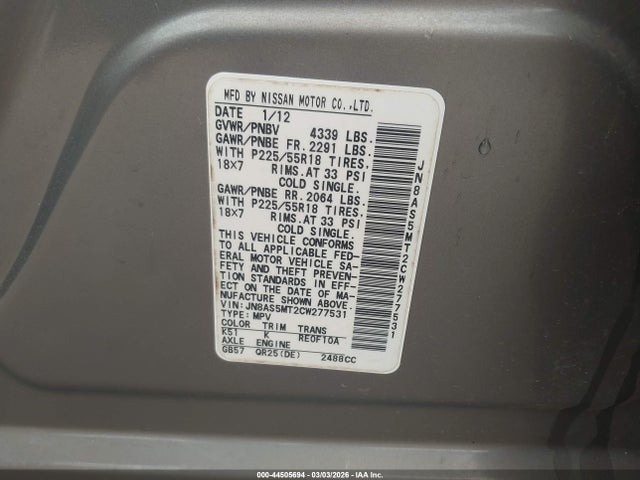 MFD BY NISSAN MOTOR CO.,LTD.
DATE 1/12
GVWR/PNBV 4339 LBS.
GAWR/PNBE FR.2291 LBS.
WITH P225/55R18 TIRES,
18X7 RIMS.AT 33 PSI
COLD SINGLE.
GAWR/PNBE RR.2064 LBS.
WITH P225/55R18 TIRES,
18X7 RIMS.AT 33 PSI
COLD SINGLE.
THIS VEHICLE CONFORMS
TO ALL APPLICABLE FED-
ERAL MOTOR VEHICLE SA-
FETY AND THEFT PREVEN-
TION STANDARDS IN EFF-
ECT ON THE DATE OF MA-
NUFACTURE SHOWN ABOVE.
VIN:JN8AS5MT2CW277531
TYPE:MPV
COLOR TRIM TRANS
K51 K RE0F10A
AXLE ENGINE
GB57 QR25(DE) 2488CC
JN8AS5MT2CW277531
000-44505694 | 03/03/2026 - IAA Inc.